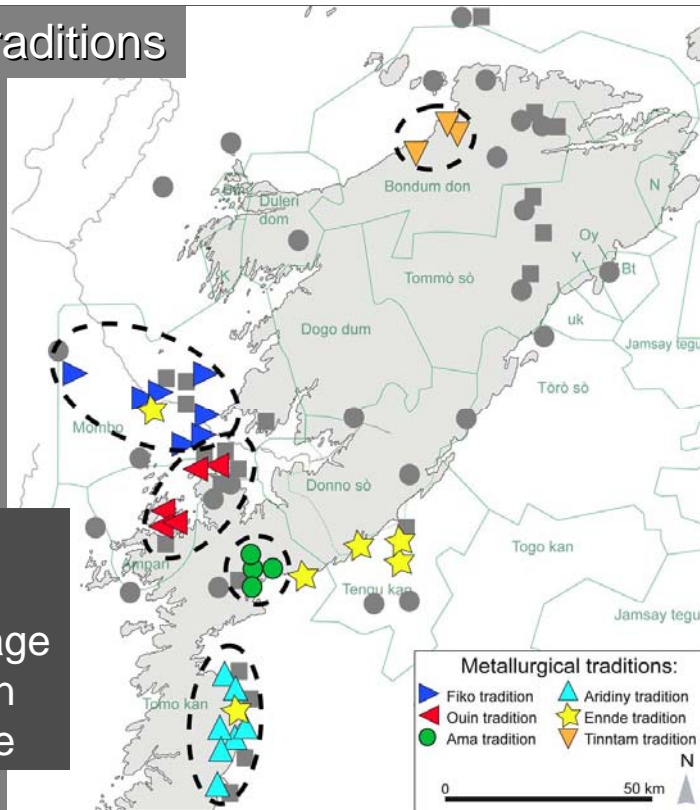 raditions
Bondum don
Duleri
dom
N
K
Oy
Y
Bt
Tommò sò
Dogo dum
uk
Jamsay tegu
Tòrò sò
Mombo
Donno sò
Togo kan
Ampari
Tengu kan
Jamsay tegu
age
n
e
Tomo kan
Metallurgical traditions:
Fiko tradition
Ouin tradition
Ama tradition
Aridiny tradition
Ennde tradition
Tinntam tradition
N
0 50 km